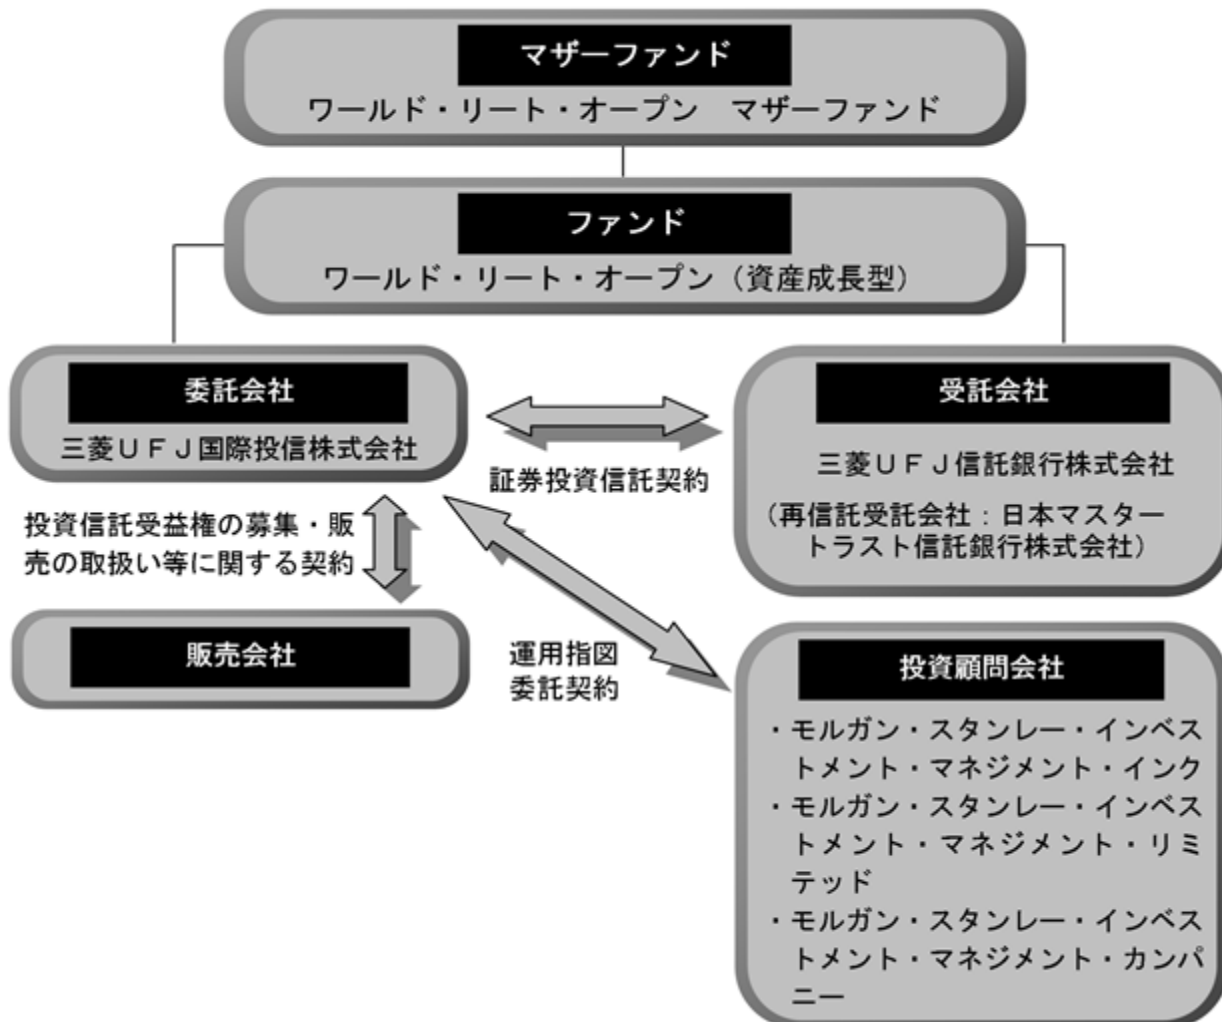 マザーファンド
ワールド・リート・オープン　マザーファンド
ファンド
ワールド・リート・オープン（資産成長型）
委託会社
三菱ＵＦＪ国際投信株式会社
受託会社
三菱ＵＦＪ信託銀行株式会社
（再信託受託会社：日本マスター
トラスト信託銀行株式会社）
証券投資信託契約
投資信託受益権の募集・販
売の取扱い等に関する契約
販売会社
運用指図
委託契約
投資顧問会社
・モルガン・スタンレー・インベス
トメント・マネジメント・インク
・モルガン・スタンレー・インベス
トメント・マネジメント・リミ
テッド
・モルガン・スタンレー・インベス
トメント・マネジメント・カンパ
ニー